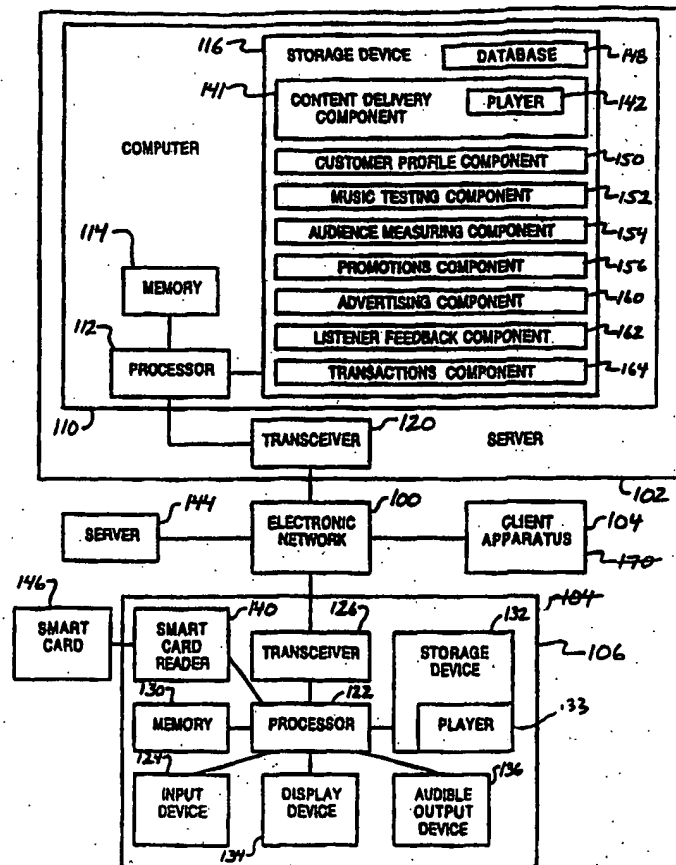 116
STORAGE DEVICE
DATABASE
148
141
CONTENT DELIVERY
COMPONENT
PLAYER
142
COMPUTER
CUSTOMER PROFILE COMPONENT
150
MUSIC TESTING COMPONENT
152
114
AUDIENCE MEASURING COMPONENT
154
MEMORY
PROMOTIONS COMPONENT
156
112
ADVERTISING COMPONENT
160
PROCESSOR
LISTENER FEEDBACK COMPONENT
162
TRANSACTIONS COMPONENT
164
110
TRANSCEIVER
120
SERVER
102
144
100
SERVER
ELECTRONIC
NETWORK
CLIENT
APPARATUS
104
170
146
140
126
132
104
SMART
CARD
SMART
CARD
READER
TRANSCEIVER
STORAGE
DEVICE
106
130
122
MEMORY
PROCESSOR
PLAYER
133
124
136
INPUT
DEVICE
DISPLAY
DEVICE
AUDIBLE
OUTPUT
DEVICE
134